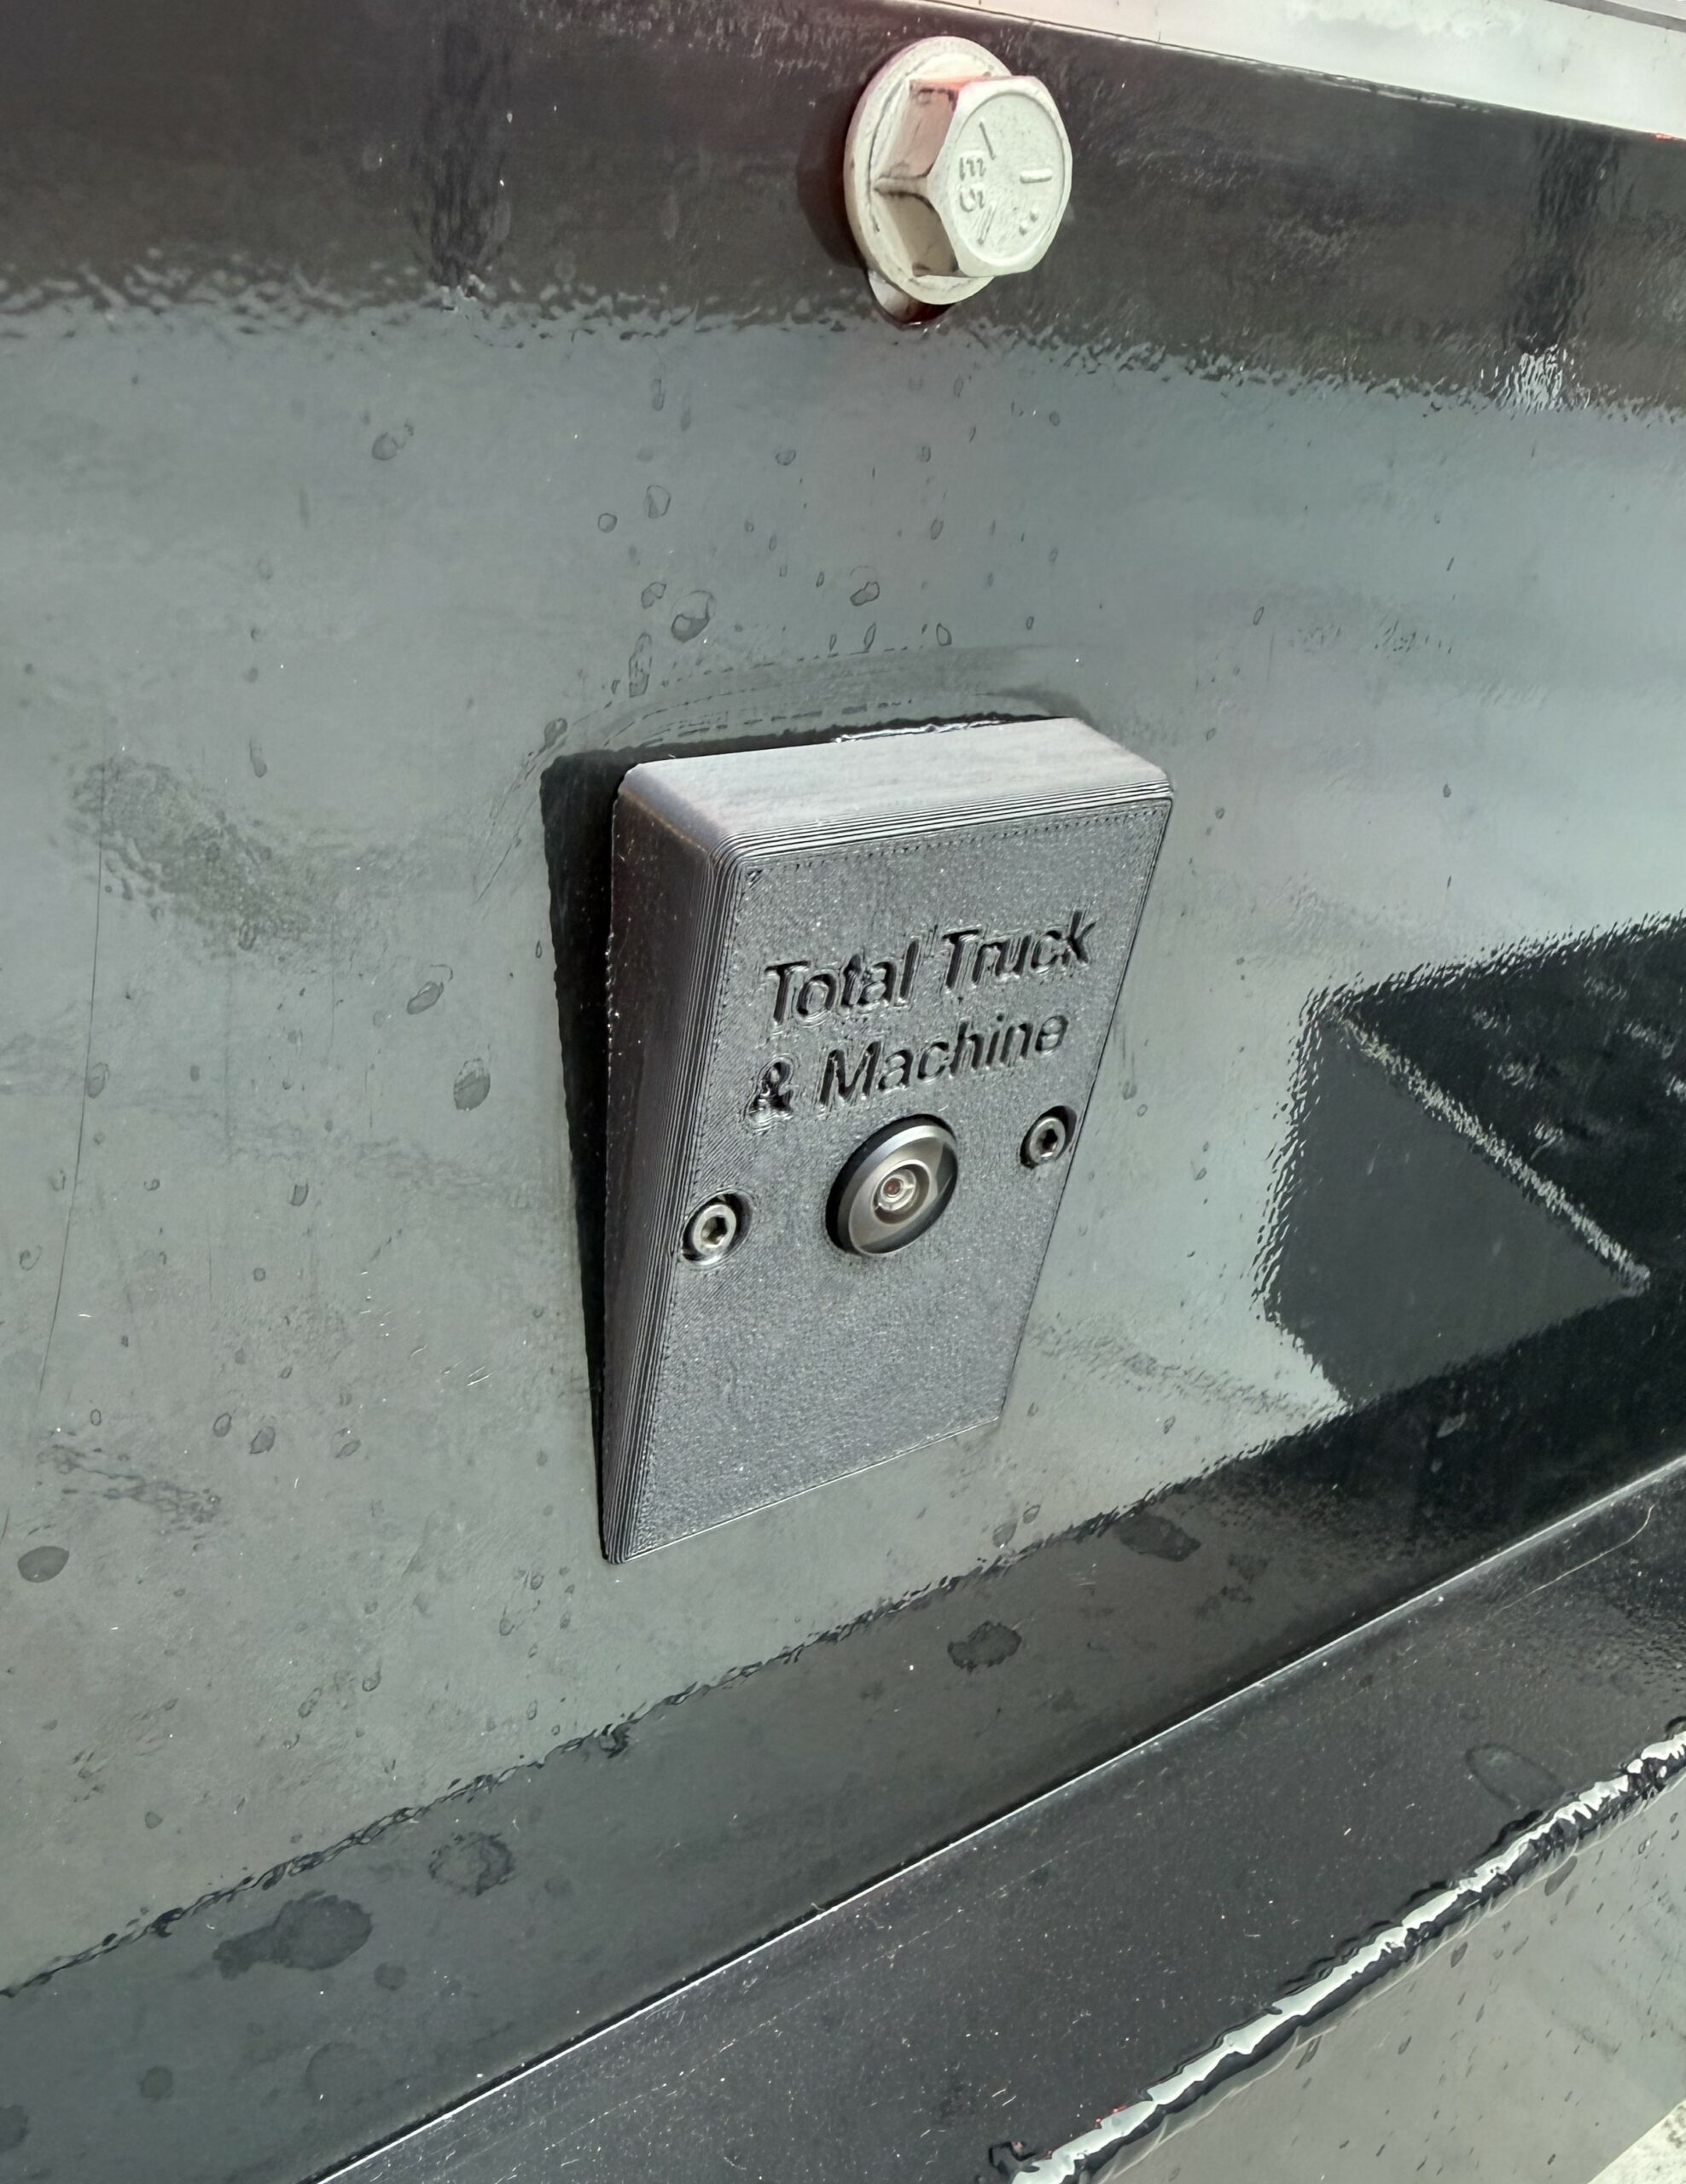 Total Truck
& Machine